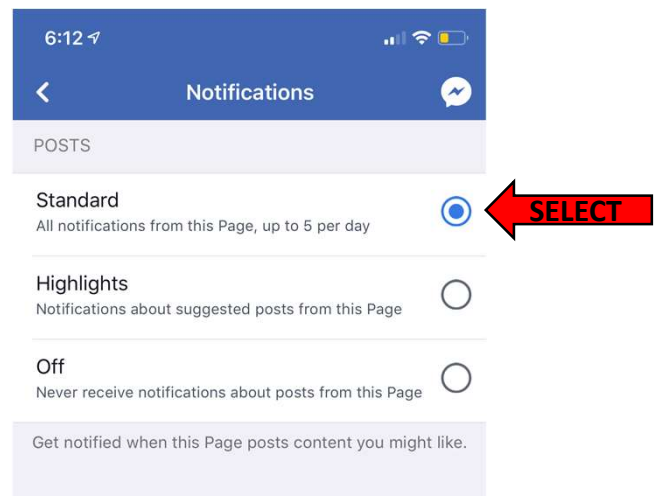 6:12
Notifications
POSTS
Standard
All notifications from this Page, up to 5 per day
SELECT
Highlights
Notifications about suggested posts from this Page
Off
Never receive notifications about posts from this Page
Get notified when this Page posts content you might like.